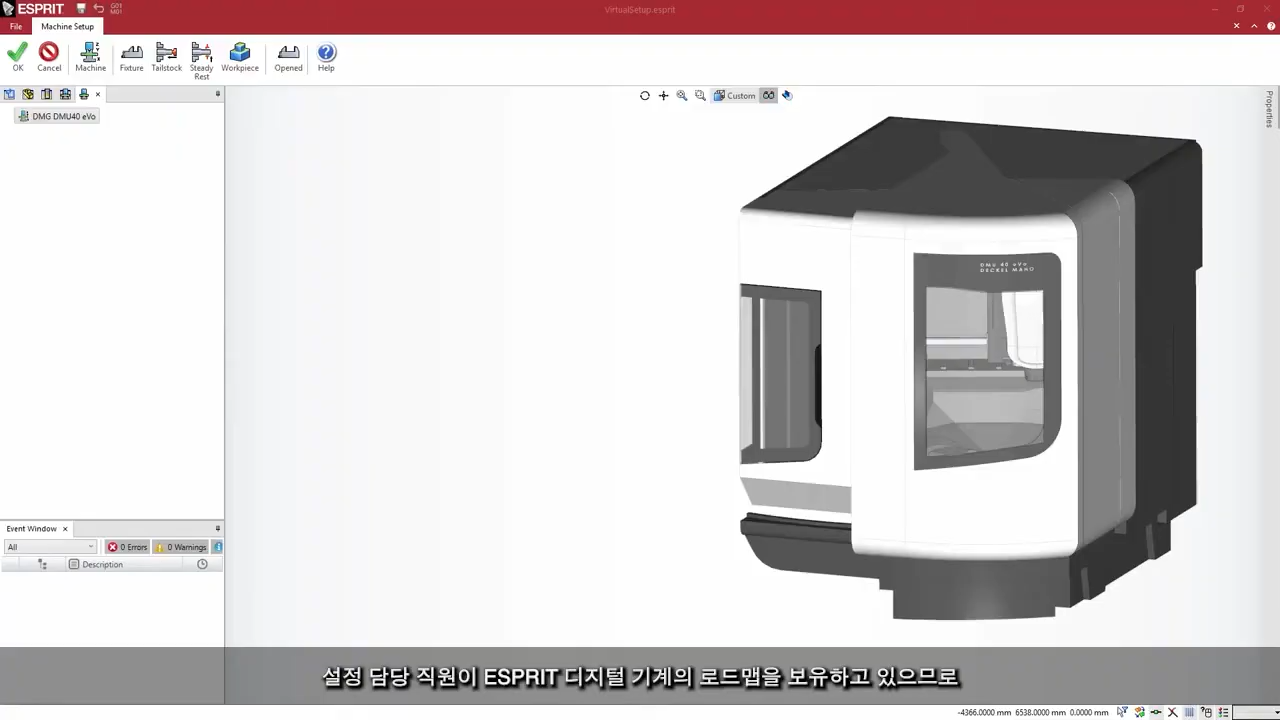 ESPRIT
G01
M01
VirtualSetup.esprit
File
Machine Setup
OK
Cancel
Machine
Fixture
Tailstock
Steady
Rest
Workpiece
Opened
Help
Custom
Properties
DMG DMU40 eVo
DMU 40 eVo
DECKEL MAHO
Event Window
All
0 Errors
0 Warnings
Description
설정 담당 직원이 ESPRIT 디지털 기계의 로드맵을 보유하고 있으므로
-4366.0000 mm 6538.0000 mm 0.0000 mm